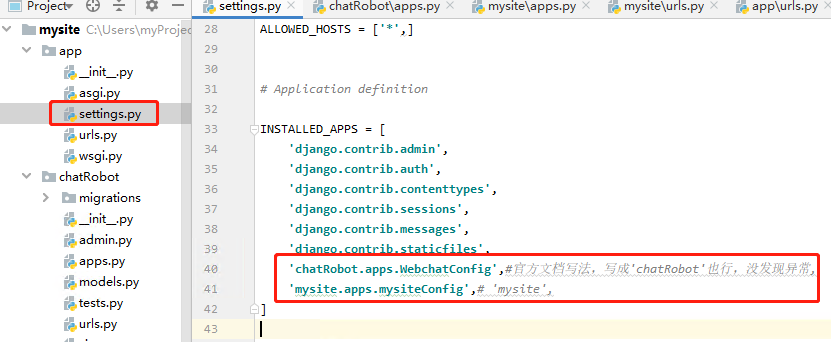 Project
settings.py
chatRobot\apps.py
mysite\apps.py
mysite\urls.py
app\urls.py
mysite C:\Users\myProjec
app
__init__.py
asgi.py
settings.py
urls.py
wsgi.py
chatRobot
migrations
__init__.py
admin.py
apps.py
models.py
tests.py
urls.py
28 ALLOWED_HOSTS = ['*',]
29
30
31 # Application definition
32
33 INSTALLED_APPS = [
34 'django.contrib.admin',
35 'django.contrib.auth',
36 'django.contrib.contenttypes',
37 'django.contrib.sessions',
38 'django.contrib.messages',
39 'django.contrib.staticfiles',
40 'chatRobot.apps.WebchatConfig',#官方文档写法，写成'chatRobot'也行，没发现异常,
41 'mysite.apps.mysiteConfig',# 'mysite',
42 ]
43